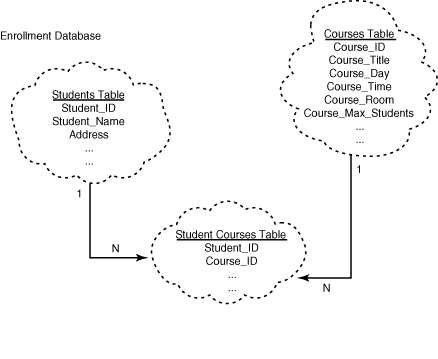 Enrollment Database
Students Table
Student_ID
Student_Name
Address
...
...
Courses Table
Course_ID
Course_Title
Course_Day
Course_Time
Course_Room
Course_Max_Students
...
...
1
1
N
N
Student Courses Table
Student_ID
Course_ID
...
...